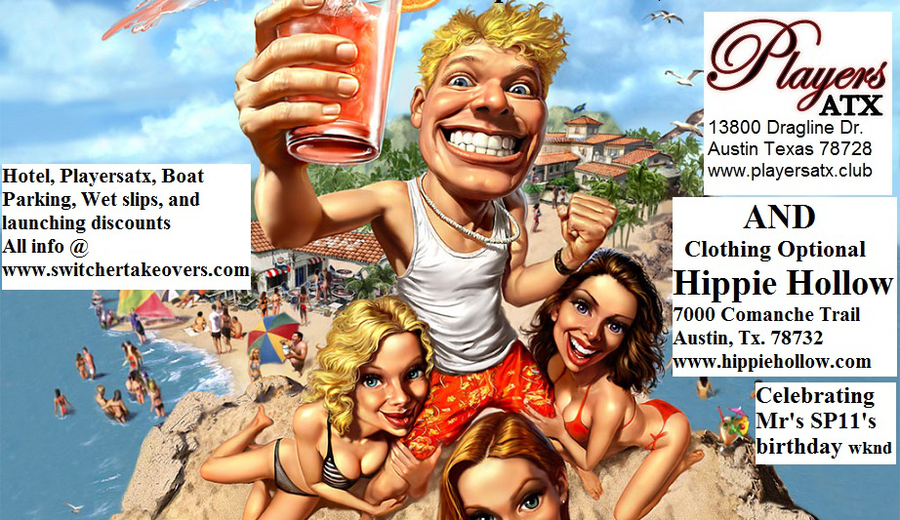 Hotel, Playersatx, Boat
Parking, Wet slips, and
launching discounts
All info @
www.switchertakeovers.com
Players
ATX
13800 Dragline Dr.
Austin Texas 78728
www.playersatx.club
AND
Clothing Optional
Hippie Hollow
7000 Comanche Trail
Austin, Tx. 78732
www.hippiehollow.com
Celebrating
Mr's SP11's
birthday wknd